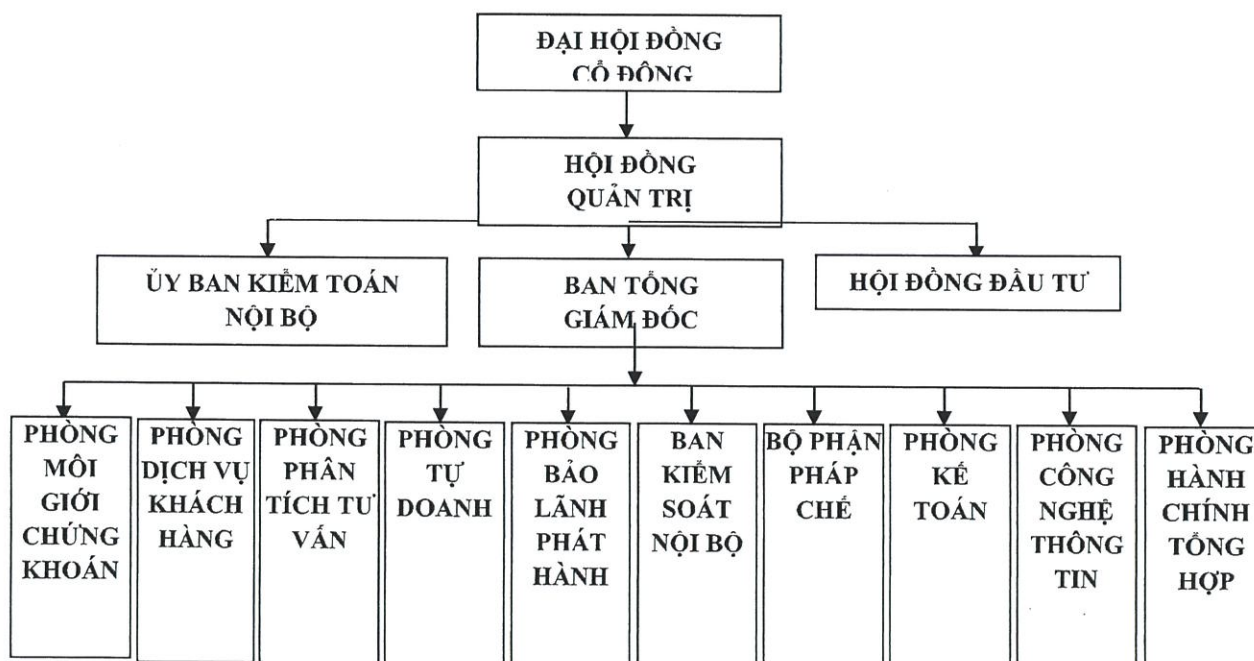 ĐẠI HỘI ĐỒNG
CỔ ĐÔNG
HỘI ĐỒNG
QUẢN TRỊ
ỦY BAN KIỂM TOÁN
NỘI BỘ
BAN TỔNG
GIÁM ĐỐC
HỘI ĐỒNG ĐẦU TƯ
PHÒNG
MÔI
GIỚI
CHỨNG
KHOÁN
PHÒNG
DỊCH VỤ
KHÁCH
HÀNG
PHÒNG
PHÂN
TÍCH TƯ
VẤN
PHÒNG
TỰ
DOANH
PHÒNG
BẢO
LÃNH
PHÁT
HÀNH
BAN
KIỂM
SOÁT
NỘI BỘ
BỘ PHẬN
PHÁP
CHẾ
PHÒNG
KẾ
TOÁN
PHÒNG
CÔNG
NGHỆ
THÔNG
TIN
PHÒNG
HÀNH
CHÍNH
TỔNG
HỢP